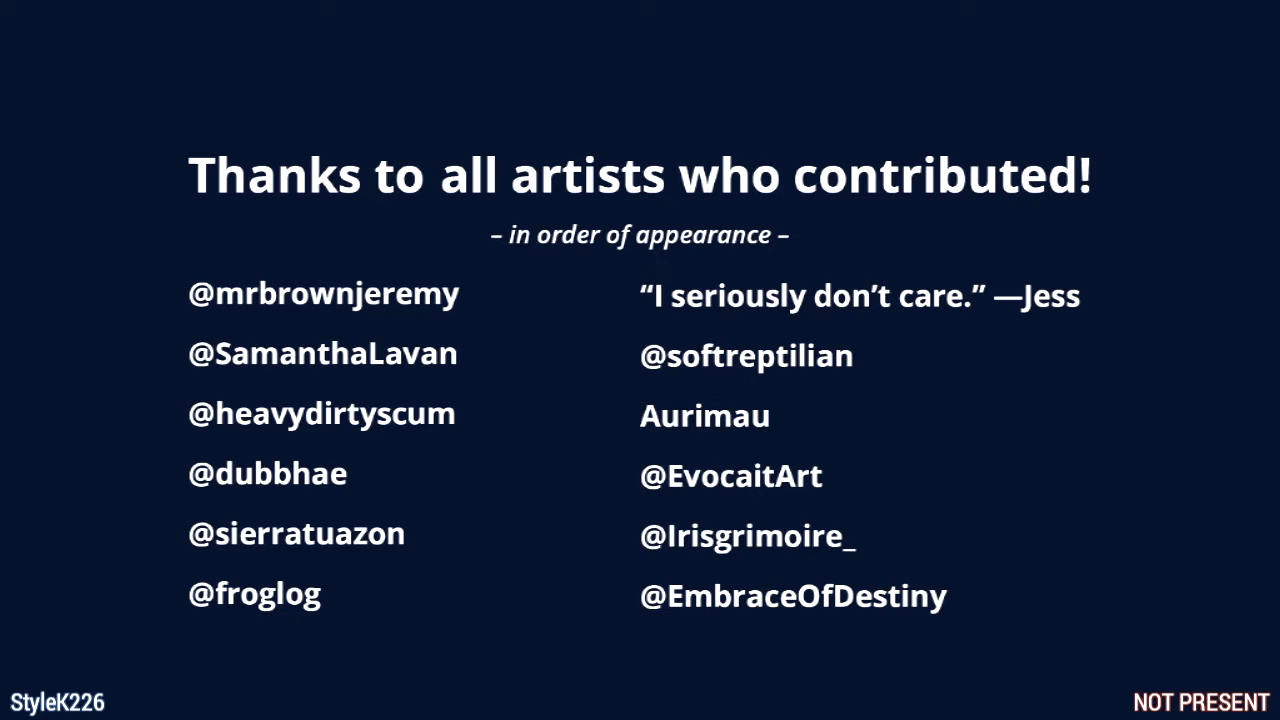 Thanks to all artists who contributed!
– in order of appearance –
@mrbrownjeremy
@SamanthaLavan
@heavydirtyscum
@dubbhae
@sierratuazon
@froglog
“I seriously don’t care.” —Jess
@softreptilian
Aurimau
@EvocaitArt
@Irisgrimoire_
@EmbraceOfDestiny
StyleK226
NOT PRESENT